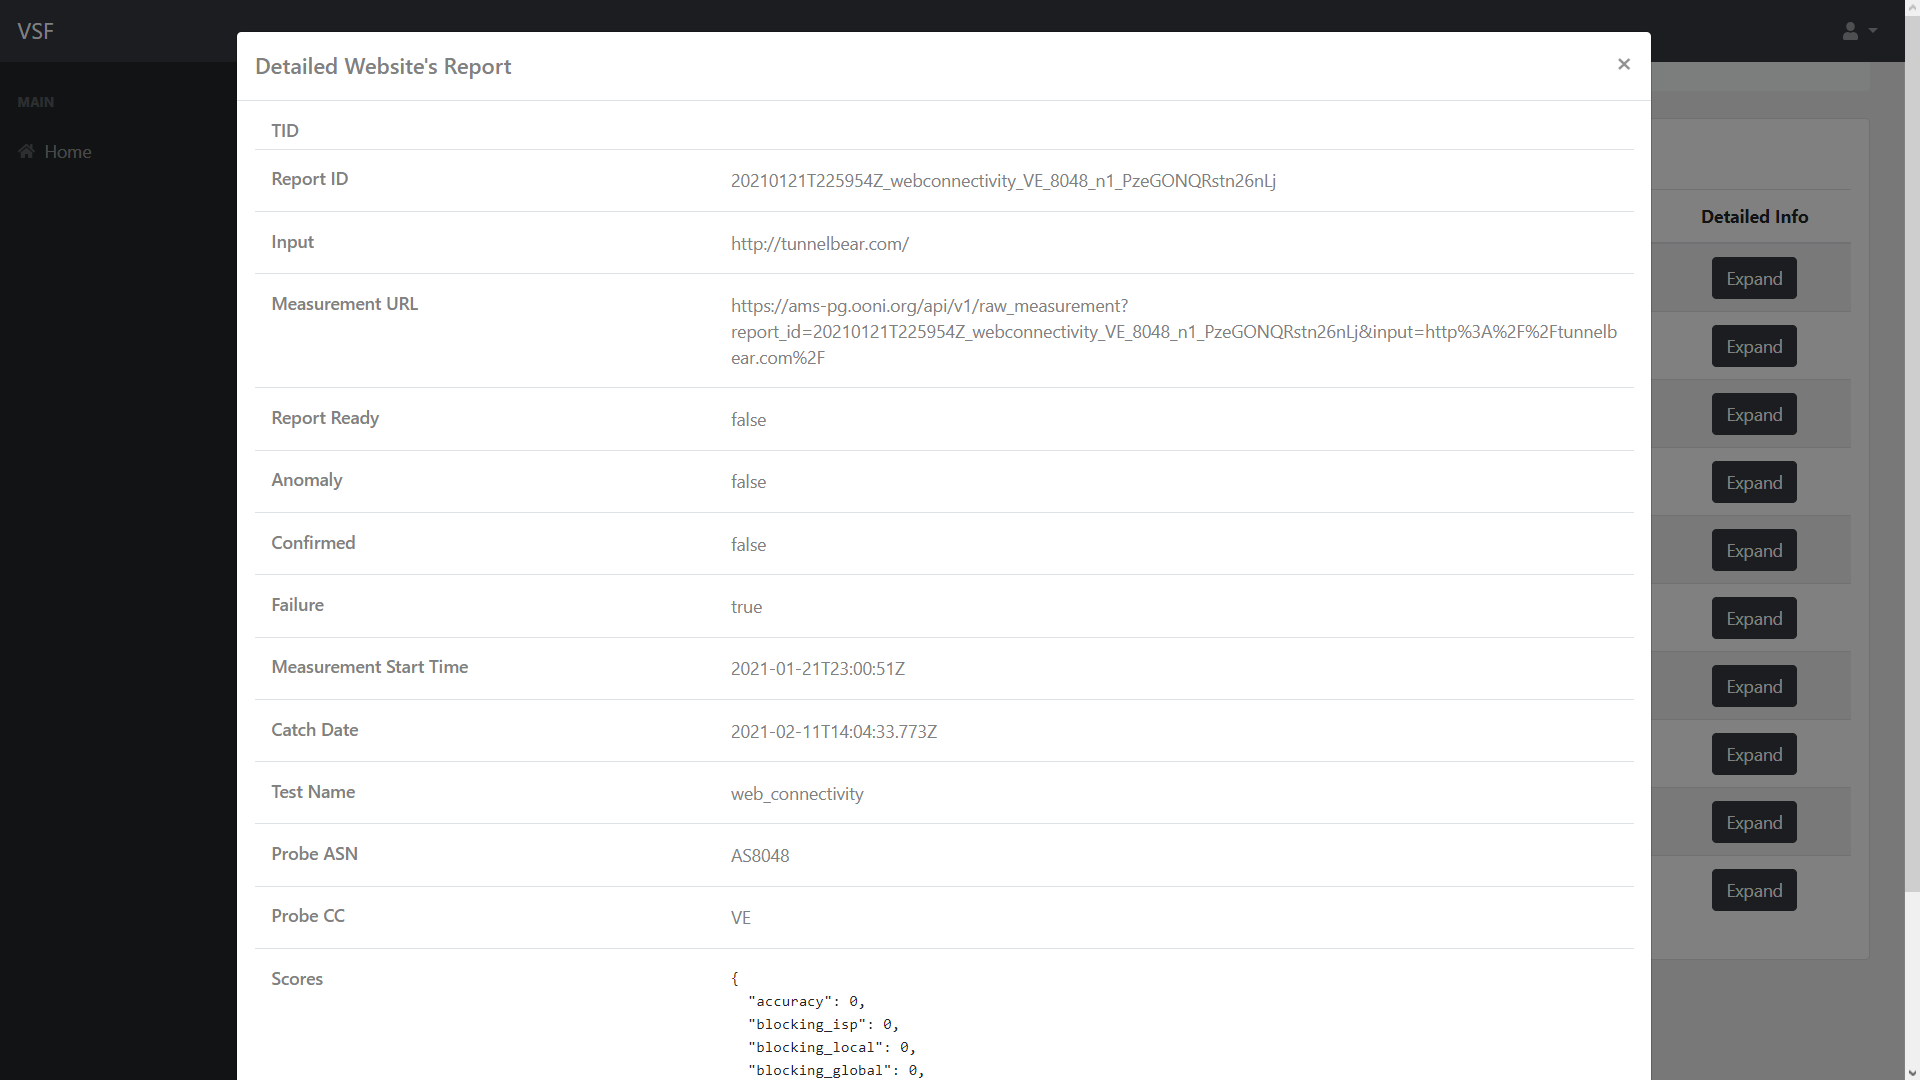 VSF
MAIN
Home
Detailed Website's Report
×
TID
Report ID
20210121T225954Z_webconnectivity_VE_8048_n1_PzeGONQRstn26nLj
Input
http://tunnelbear.com/
Measurement URL
https://ams-pg.ooni.org/api/v1/raw_measurement?
report_id=20210121T225954Z_webconnectivity_VE_8048_n1_PzeGONQRstn26nLj&input=http%3A%2F%2Ftunnelb
ear.com%2F
Report Ready
false
Anomaly
false
Confirmed
false
Failure
true
Measurement Start Time
2021-01-21T23:00:51Z
Catch Date
2021-02-11T14:04:33.773Z
Test Name
web_connectivity
Probe ASN
AS8048
Probe CC
VE
Scores
{
"accuracy": 0,
"blocking_isp": 0,
"blocking_local": 0,
"blocking_global": 0,
Detailed Info
Expand
Expand
Expand
Expand
Expand
Expand
Expand
Expand
Expand
Expand